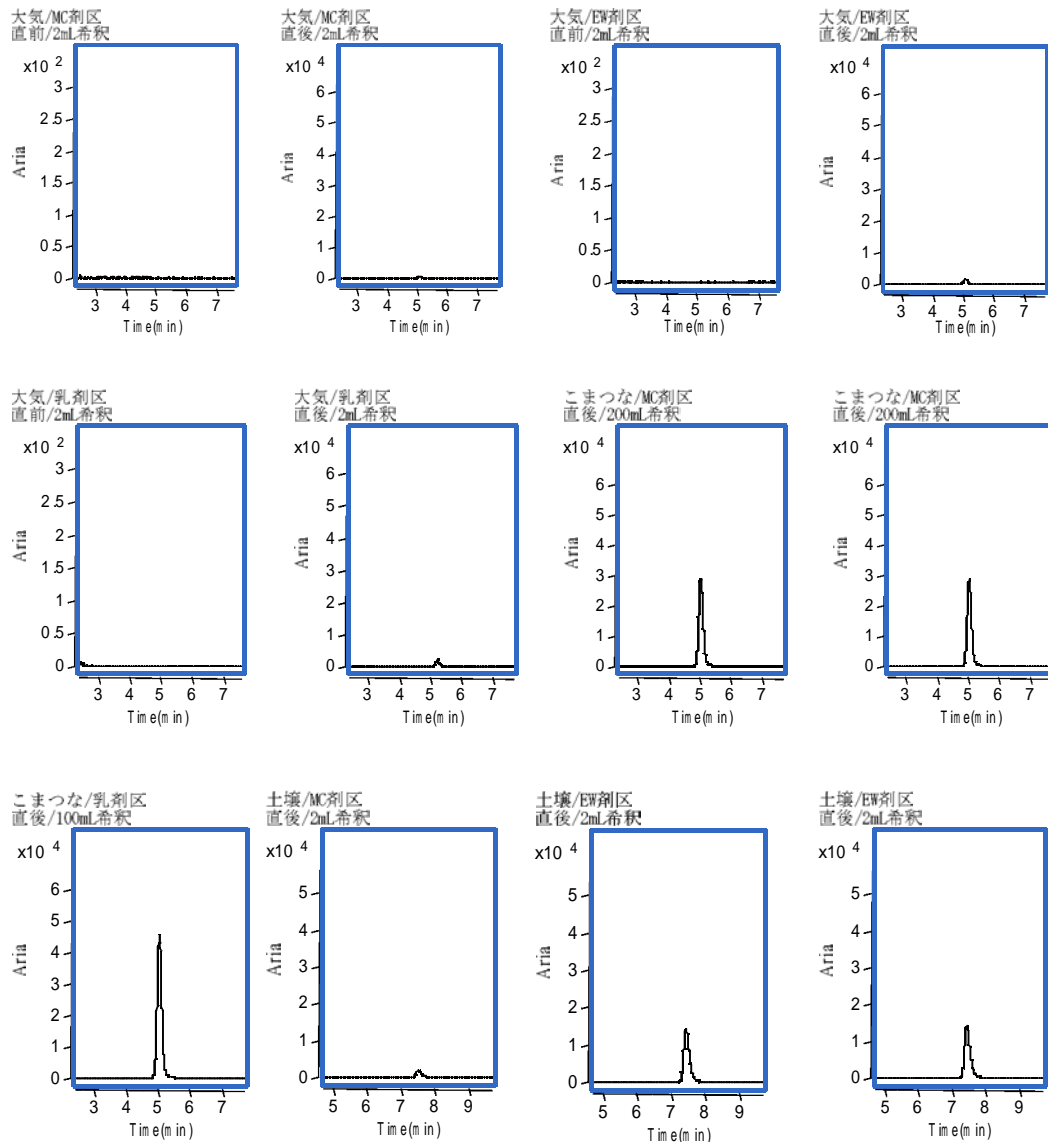 大気/MC剤区
直前/2mL希釈
x10 2
3
2.5
2
1.5
1
0.5
0
Aria
3 4 5 6 7
Time(min)
大気/MC剤区
直後/2mL希釈
x10 4
6
5
4
3
2
1
0
Aria
3 4 5 6 7
Time(min)
大気/EW剤区
直前/2mL希釈
x10 2
3
2.5
2
1.5
1
0.5
0
Aria
3 4 5 6 7
Time(min)
大気/EW剤区
直後/2mL希釈
x10 4
6
5
4
3
2
1
0
Aria
3 4 5 6 7
Time(min)
大気/乳剤区
直前/2mL希釈
x10 2
3
2.5
2
1.5
1
0.5
0
Aria
3 4 5 6 7
Time(min)
大気/乳剤区
直後/2mL希釈
x10 4
6
5
4
3
2
1
0
Aria
3 4 5 6 7
Time(min)
こまつな/MC剤区
直後/200mL希釈
x10 4
6
5
4
3
2
1
0
Aria
3 4 5 6 7
Time(min)
こまつな/MC剤区
直後/200mL希釈
x10 4
6
5
4
3
2
1
0
Aria
3 4 5 6 7
Time(min)
こまつな/乳剤区
直後/100mL希釈
x10 4
6
5
4
3
2
1
0
Aria
3 4 5 6 7
Time(min)
土壌/MC剤区
直後/2mL希釈
x10 4
5
4
3
2
1
0
Aria
5 6 7 8 9
Time(min)
土壌/EW剤区
直後/2mL希釈
x10 4
5
4
3
2
1
0
Aria
5 6 7 8 9
Time(min)
土壌/EW剤区
直後/2mL希釈
x10 4
5
4
3
2
1
0
Aria
5 6 7 8 9
Time(min)